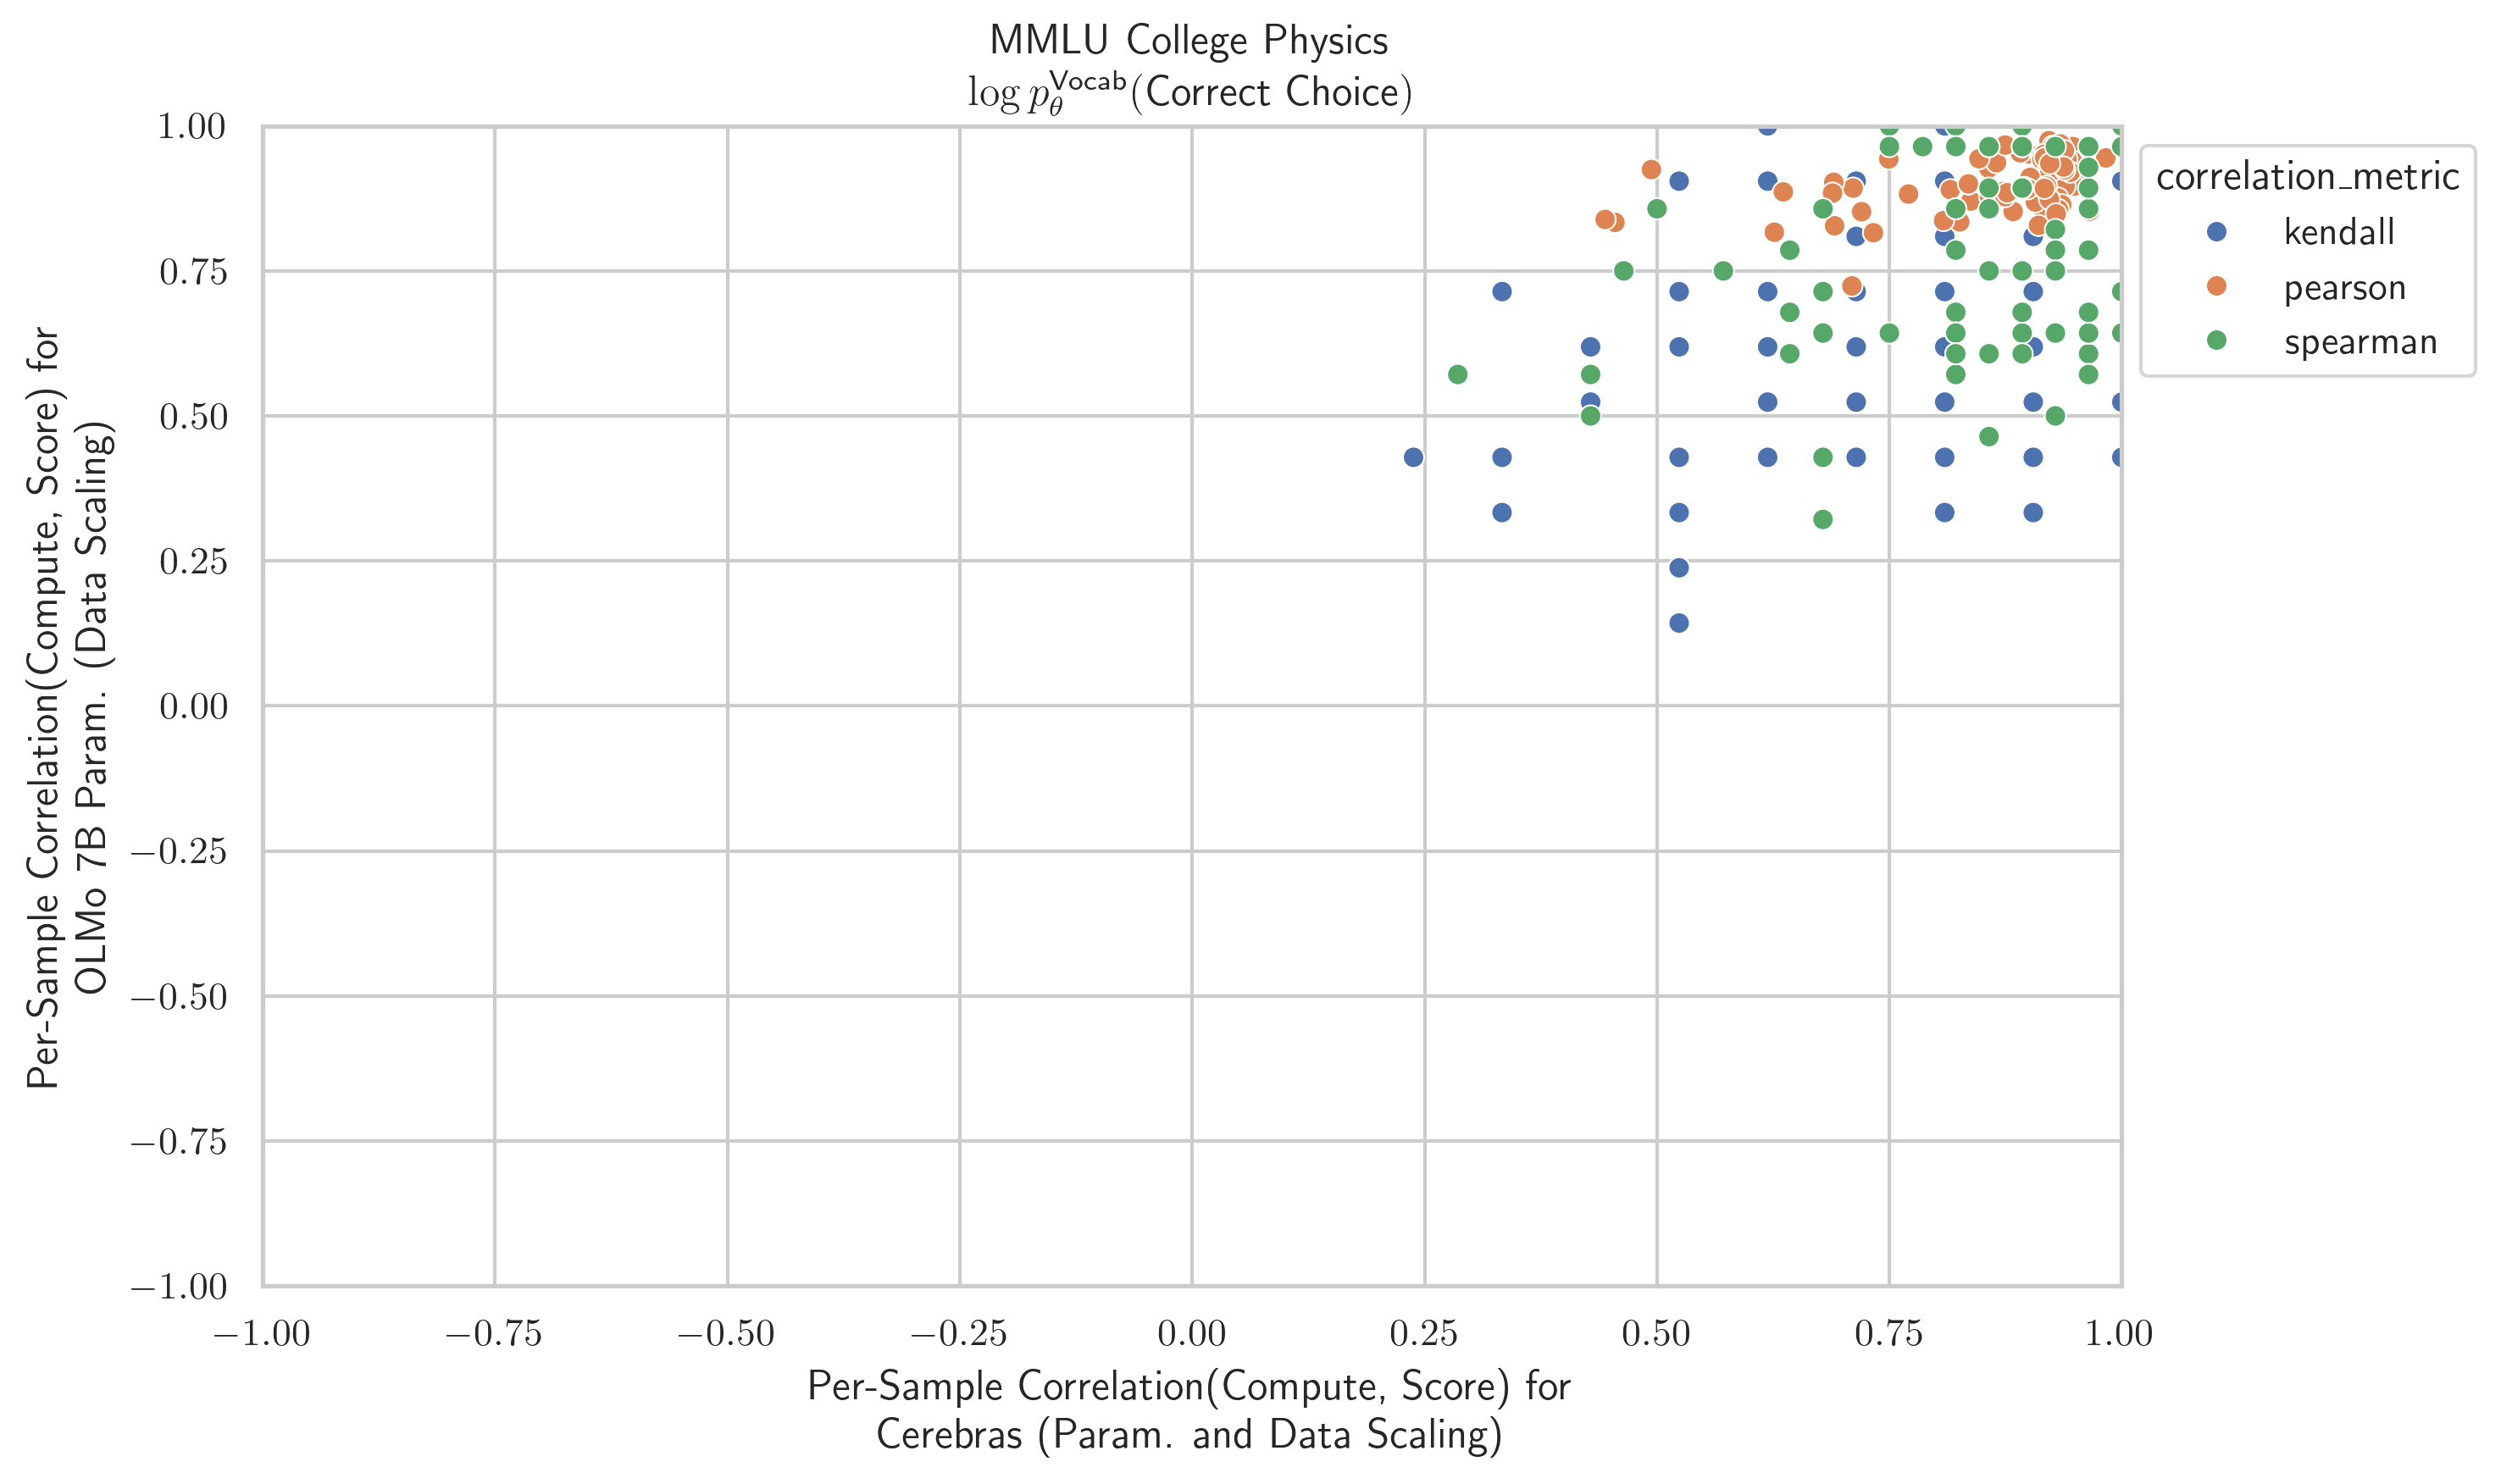 MMLU College Physics
log pθ^Vocab(Correct Choice)
1.00
0.75
0.50
0.25
0.00
−0.25
−0.50
−0.75
−1.00
Per-Sample Correlation(Compute, Score) for
OLMo 7B Param. (Data Scaling)
−1.00 −0.75 −0.50 −0.25 0.00 0.25 0.50 0.75 1.00
Per-Sample Correlation(Compute, Score) for
Cerebras (Param. and Data Scaling)
correlation_metric
kendall
pearson
spearman